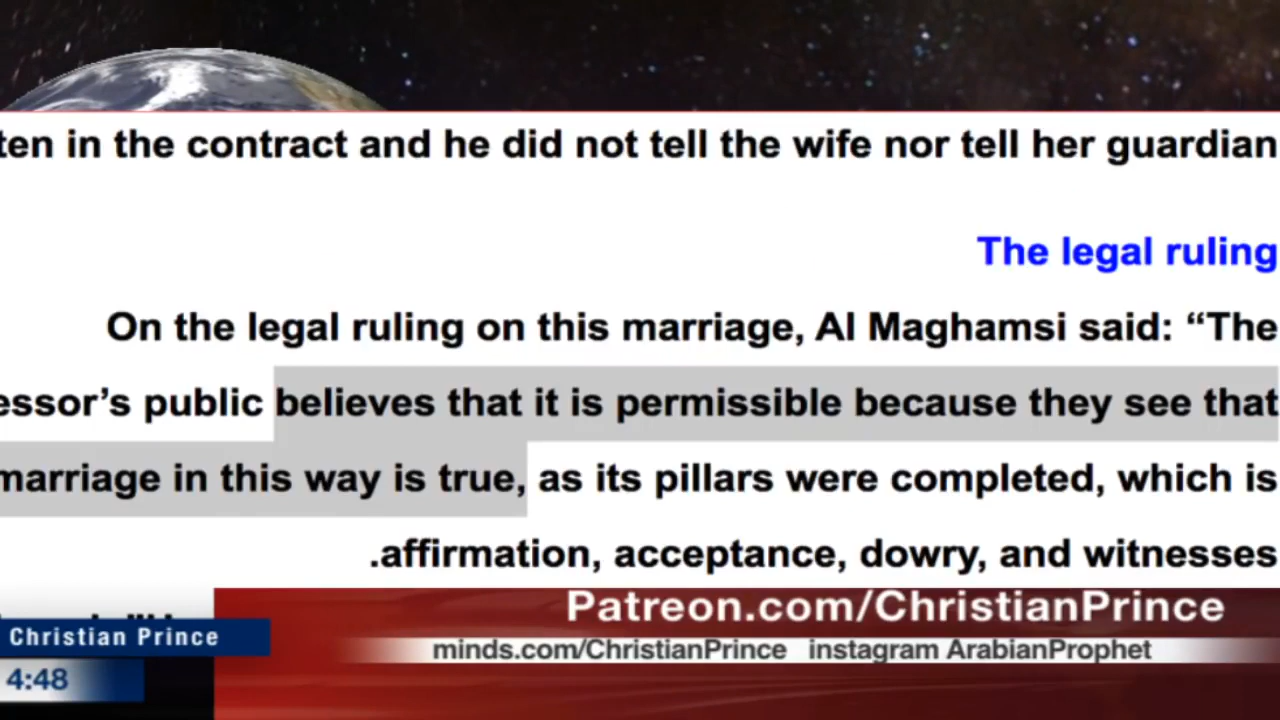 ten in the contract and he did not tell the wife nor tell her guardian
The legal ruling
On the legal ruling on this marriage, Al Maghamsi said: “The
essor’s public believes that it is permissible because they see that
marriage in this way is true, as its pillars were completed, which is
.affirmation, acceptance, dowry, and witnesses
Patreon.com/ChristianPrince
Christian Prince
minds.com/ChristianPrince instagram ArabianProphet
4:48